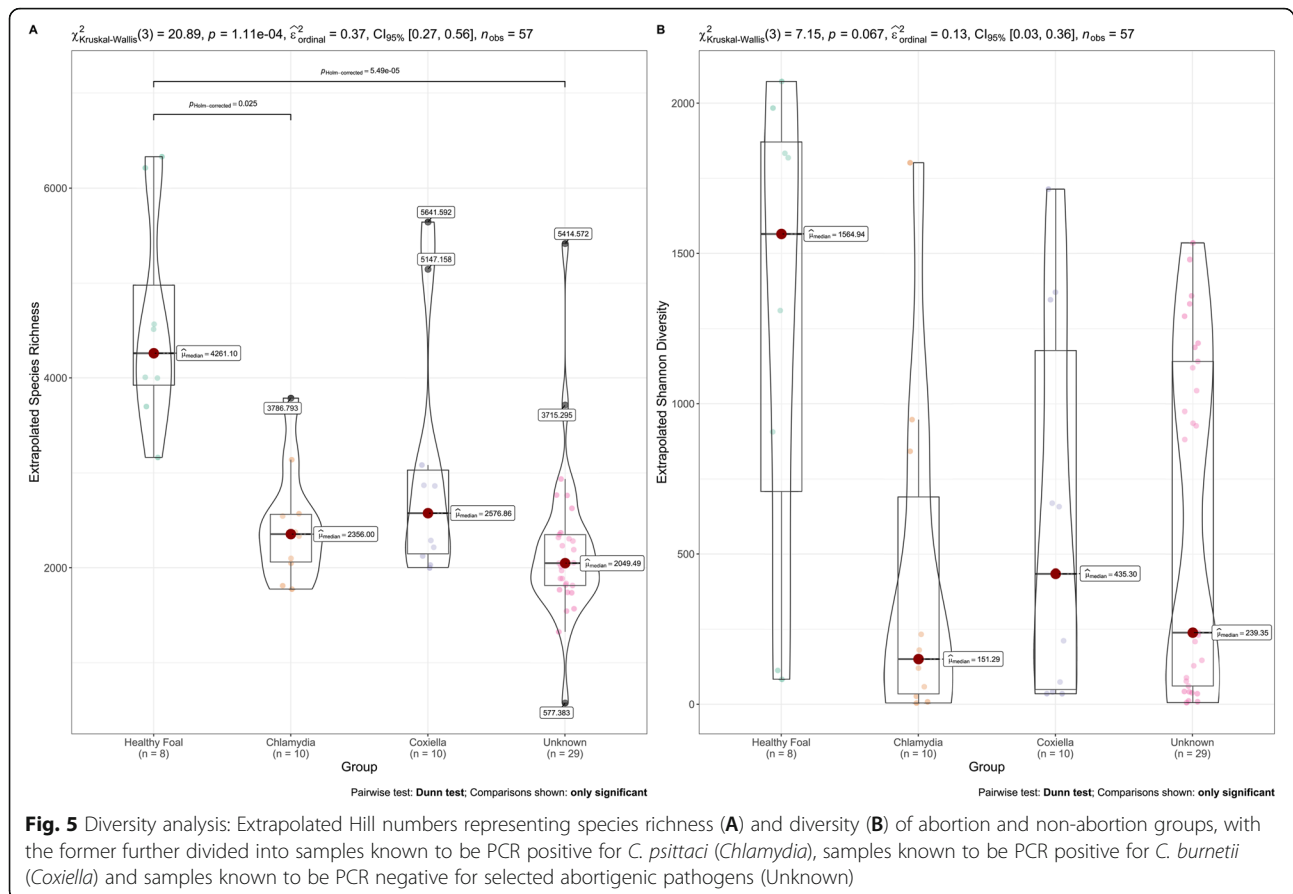 A
χ²Kruskal-Wallis(3) = 20.89, p = 1.11e-04, ε̂²ordinal = 0.37, CI95% [0.27, 0.56], nobs = 57
pHolm-corrected = 5.49e-05
pHolm-corrected = 0.025
Extrapolated Species Richness
6000
4000
2000
5641.592
5414.572
5147.158
μ̂median = 4261.10
3786.793
3715.295
μ̂median = 2576.86
μ̂median = 2356.00
μ̂median = 2049.49
577.383
Healthy Foal
(n = 8)
Chlamydia
(n = 10)
Coxiella
(n = 10)
Unknown
(n = 29)
Group
Pairwise test: Dunn test; Comparisons shown: only significant
B
χ²Kruskal-Wallis(3) = 7.15, p = 0.067, ε̂²ordinal = 0.13, CI95% [0.03, 0.36], nobs = 57
Extrapolated Shannon Diversity
2000
1500
1000
500
0
μ̂median = 1564.94
μ̂median = 435.30
μ̂median = 239.35
μ̂median = 151.29
Healthy Foal
(n = 8)
Chlamydia
(n = 10)
Coxiella
(n = 10)
Unknown
(n = 29)
Group
Pairwise test: Dunn test; Comparisons shown: only significant
Fig. 5 Diversity analysis: Extrapolated Hill numbers representing species richness (A) and diversity (B) of abortion and non-abortion groups, with
the former further divided into samples known to be PCR positive for C. psittaci (Chlamydia), samples known to be PCR positive for C. burnetii
(Coxiella) and samples known to be PCR negative for selected abortigenic pathogens (Unknown)